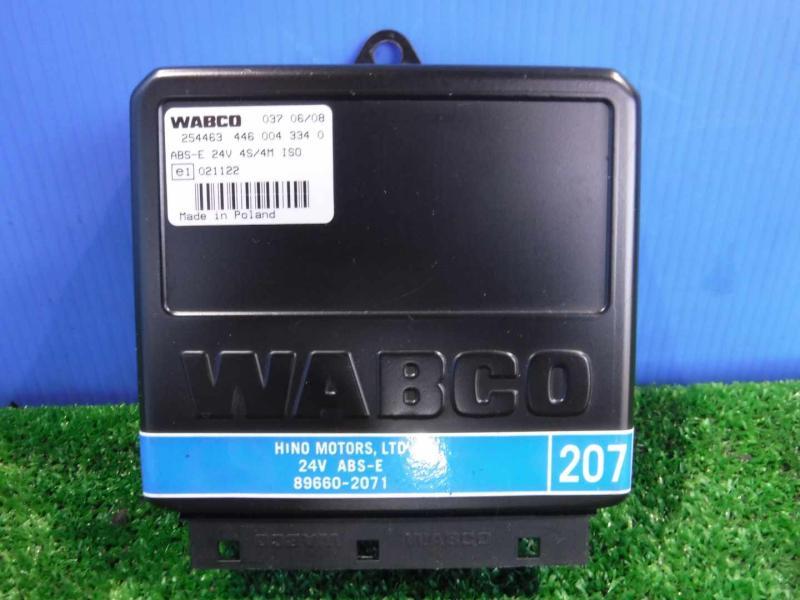 WABCO 037 06/08
254463 446 004 334 0
ABS-E 24V 4S/4M ISO
e1 021122
Made in Poland
WABCO
HINO MOTORS, LTD
24V ABS-E
89660-2071
207
WABCO
WABCO